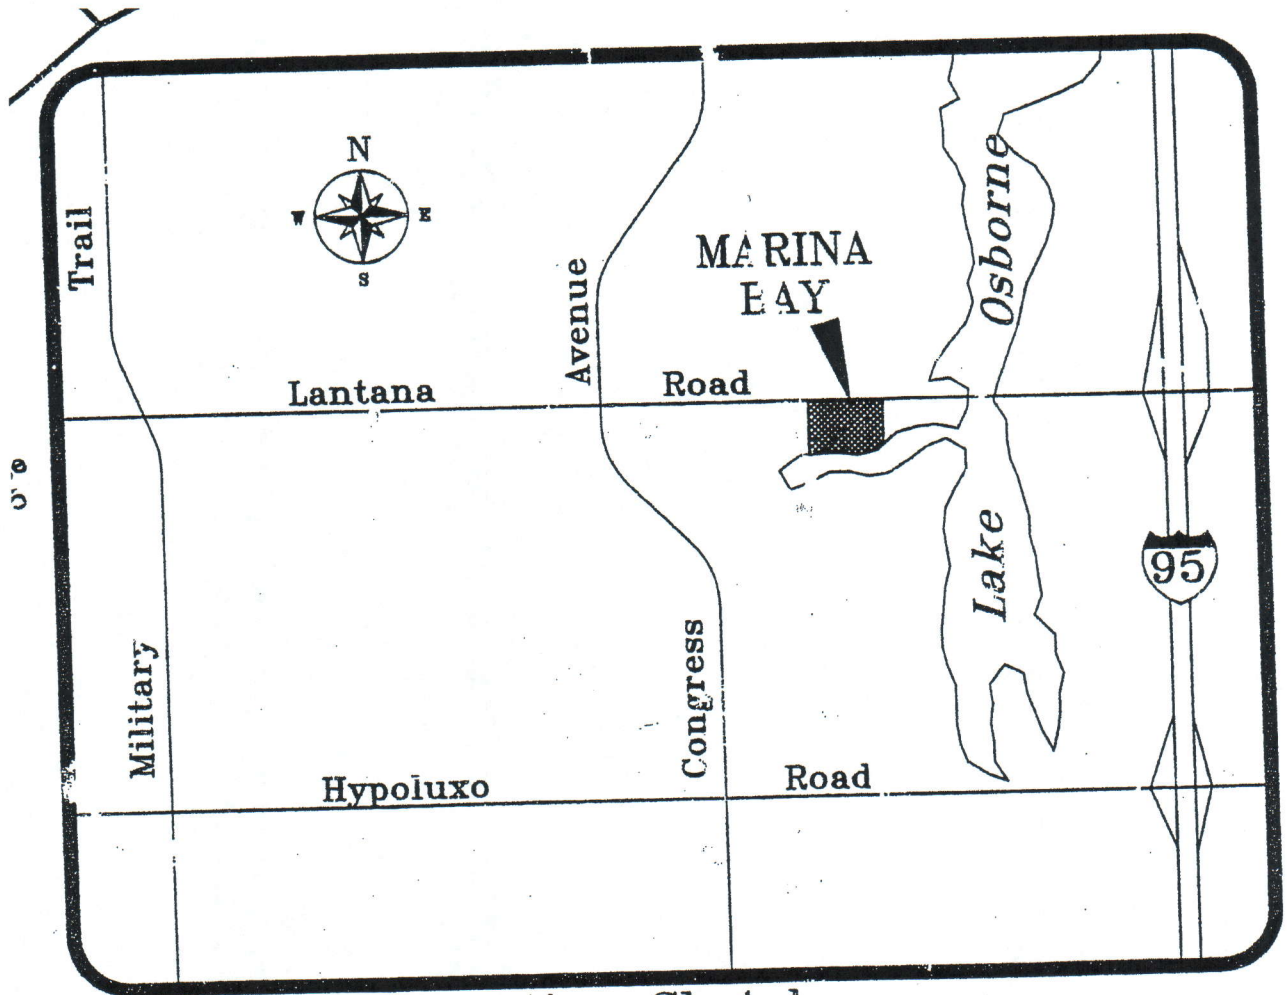 N
W
E
S
Trail
Avenue
MARINA
BAY
Osborne
Lantana
Road
Lake
95
Military
Congress
Hypoluxo
Road